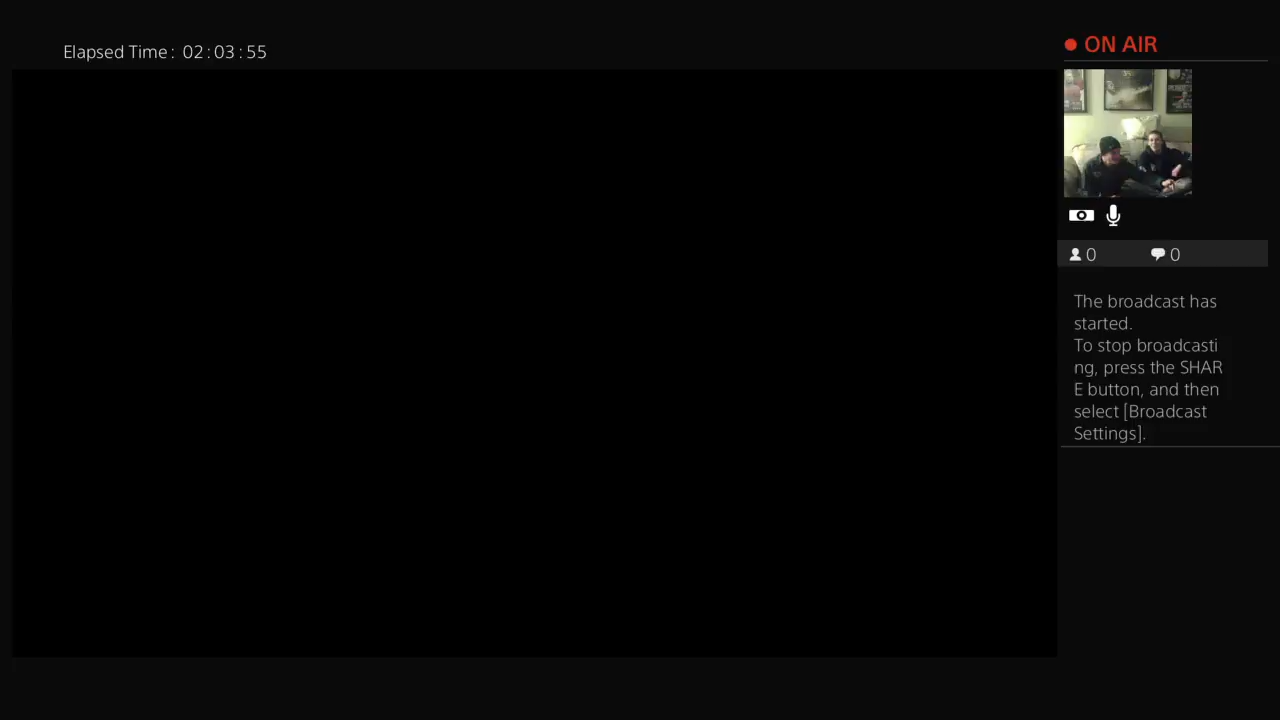 Elapsed Time: 02:03:55
ON AIR
0 0
The broadcast has
started.
To stop broadcasti
ng, press the SHAR
E button, and then
select [Broadcast
Settings].